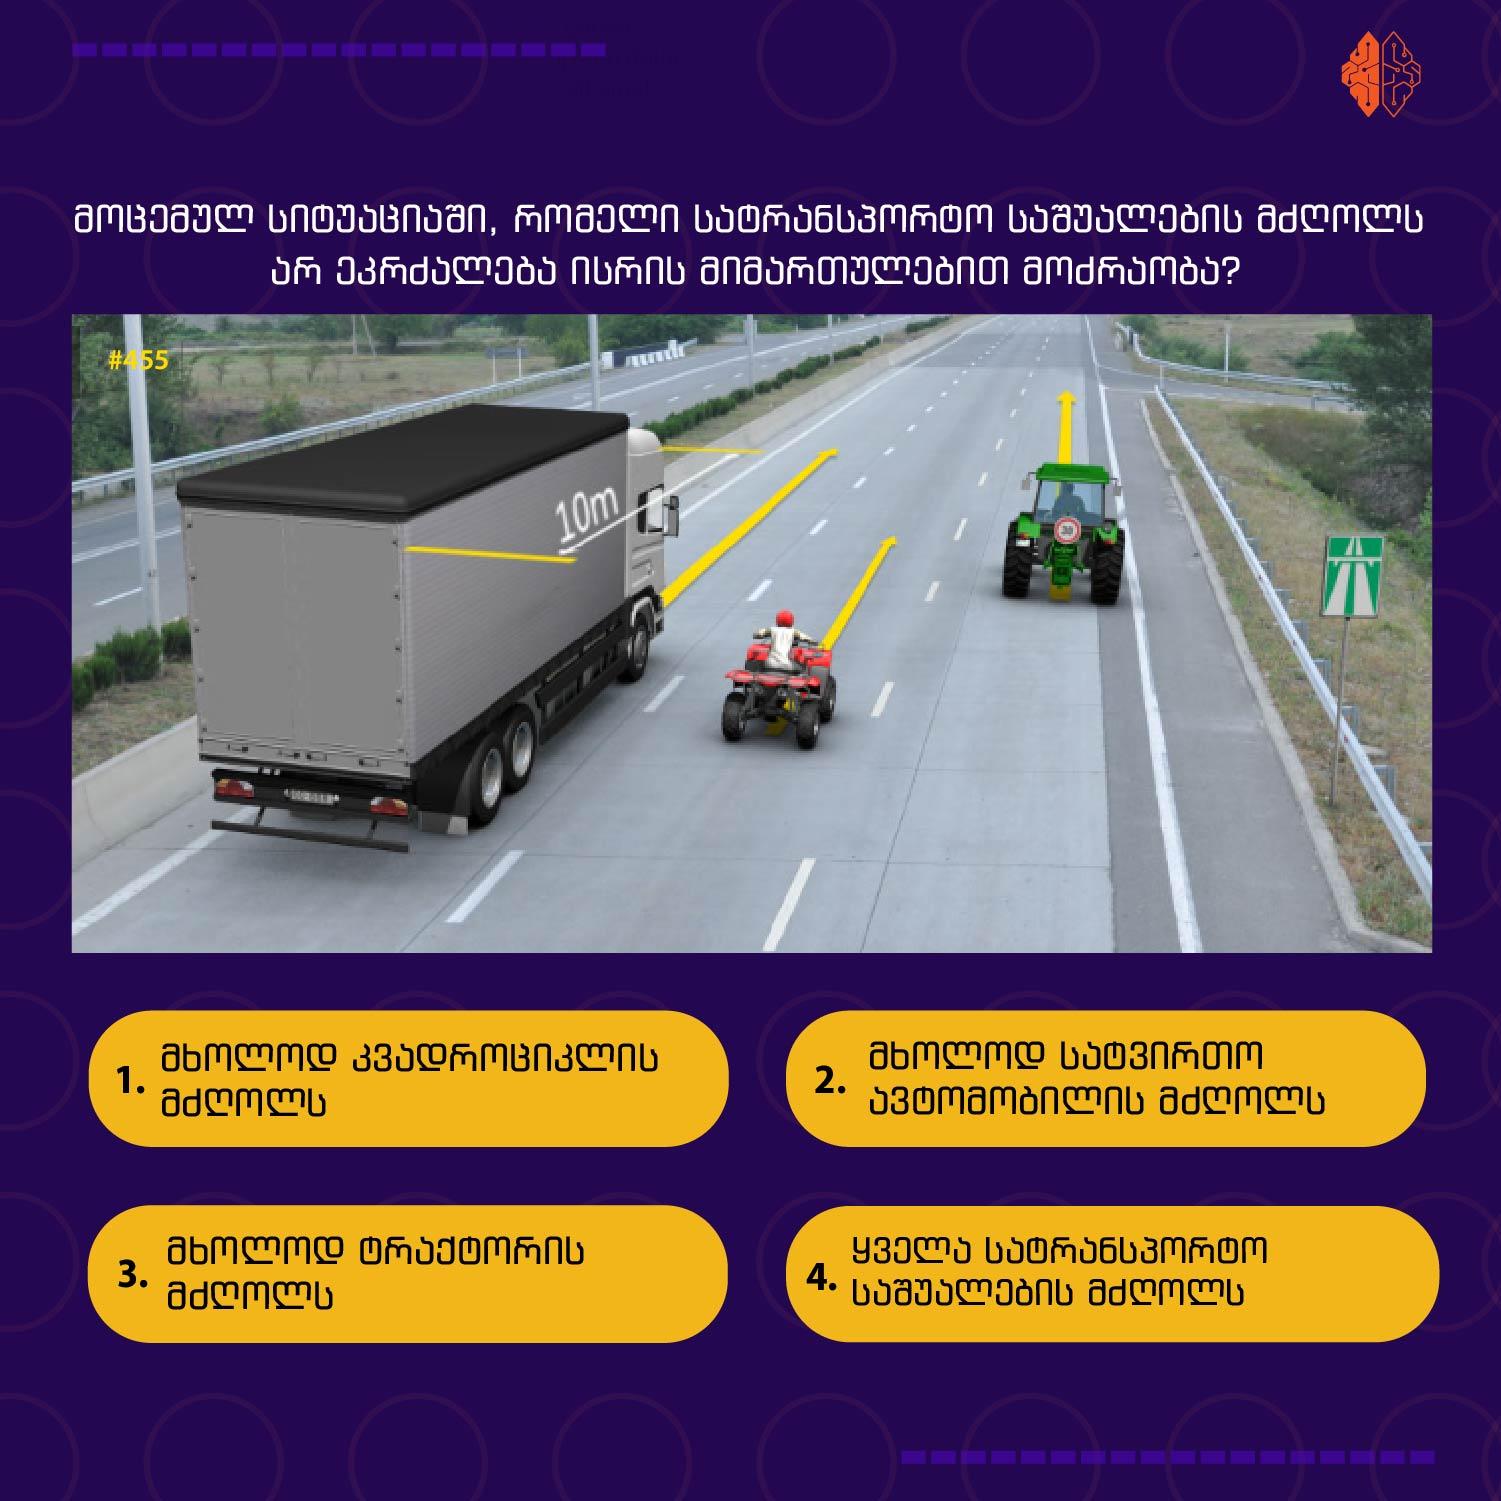 მოცემულ სიტუაციაში, რომელი სატრანსპორტო საშუალების მძღოლს
არ ეკრძალება ისრის მიმართულებით მოძრაობა?
#455
10m
30
1. მხოლოდ კვადროციკლის
მძღოლს
2. მხოლოდ სატვირთო
ავტომობილის მძღოლს
3. მხოლოდ ტრაქტორის
მძღოლს
4. ყველა სატრანსპორტო
საშუალების მძღოლს